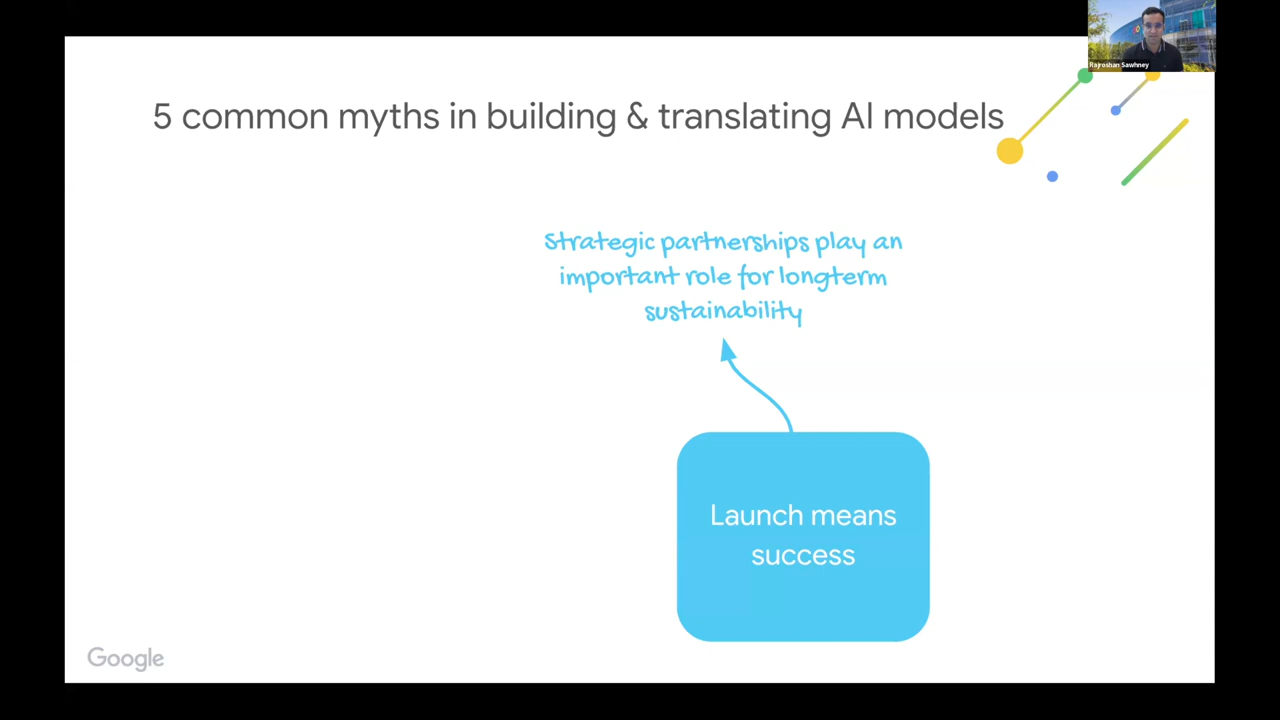 Rajroshan Sawhney
5 common myths in building & translating AI models
Strategic partnerships play an
important role for longterm
sustainability
Launch means
success
Google